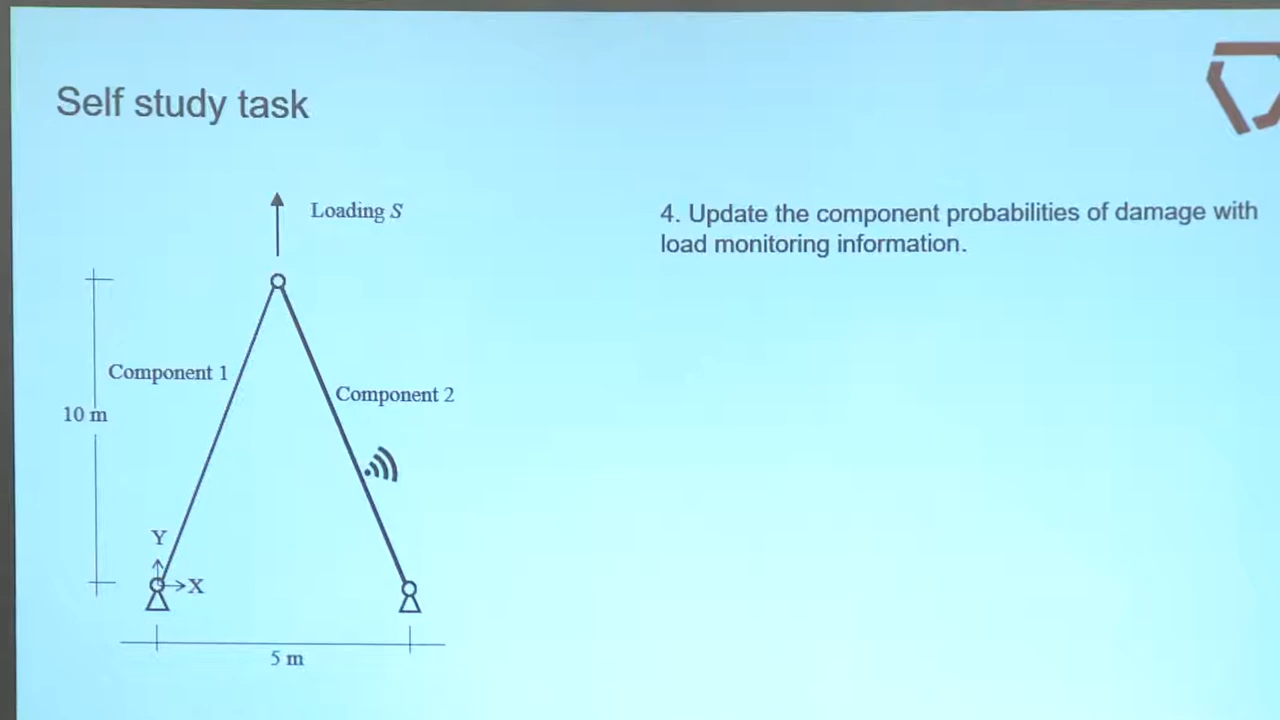 Self study task
Loading S
4. Update the component probabilities of damage with
load monitoring information.
Component 1
Component 2
10 m
Y
X
5 m